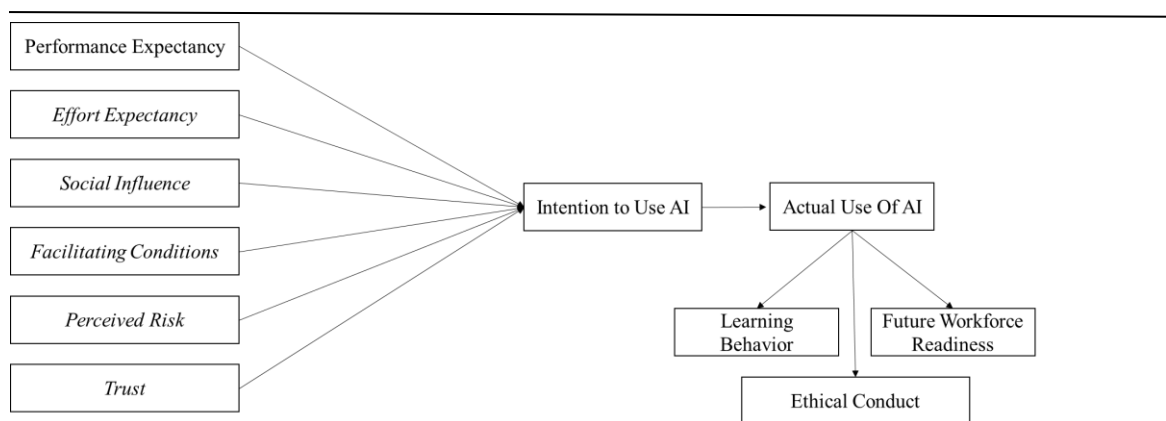 Performance Expectancy
Effort Expectancy
Social Influence
Intention to Use AI
Actual Use Of AI
Facilitating Conditions
Perceived Risk
Learning
Behavior
Future Workforce
Readiness
Trust
Ethical Conduct